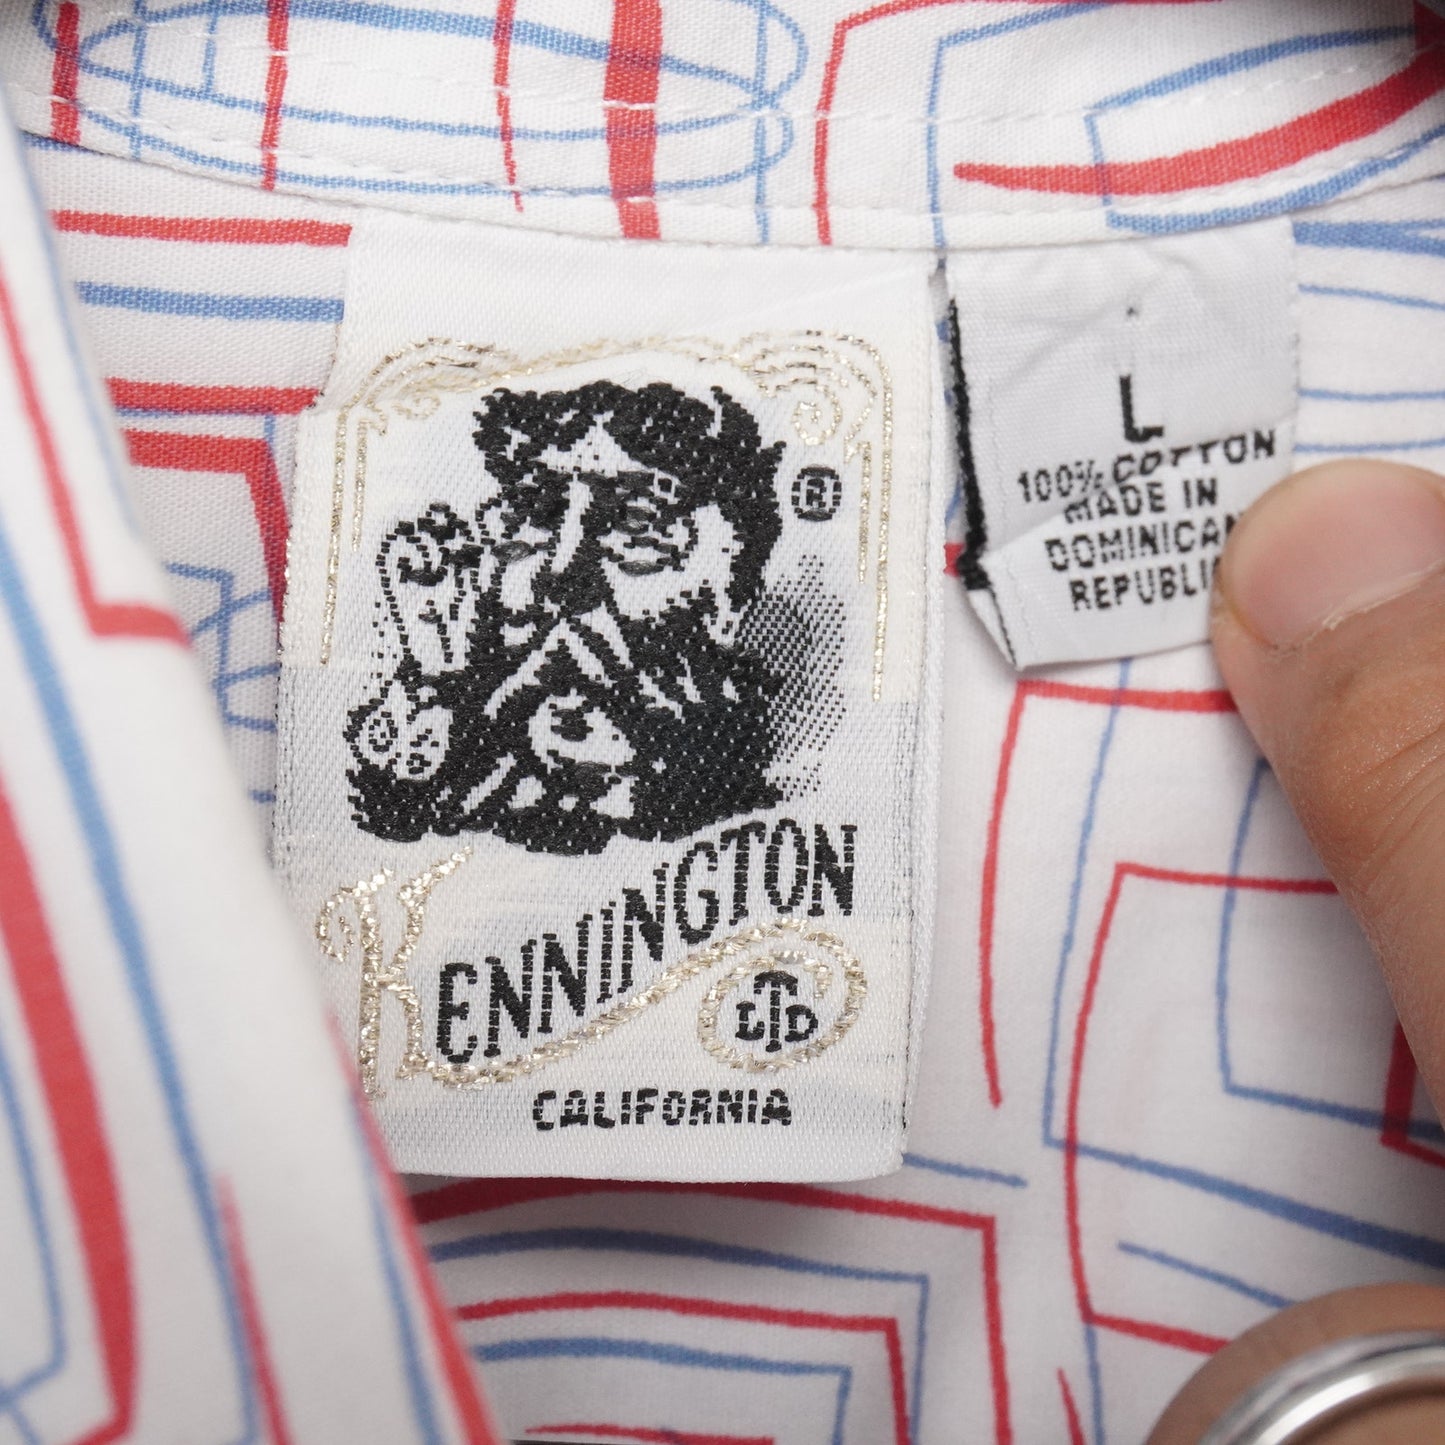 ®
KENNINGTON
LTD
CALIFORNIA
L
100% COTTON
MADE IN
DOMINICAN
REPUBLIC